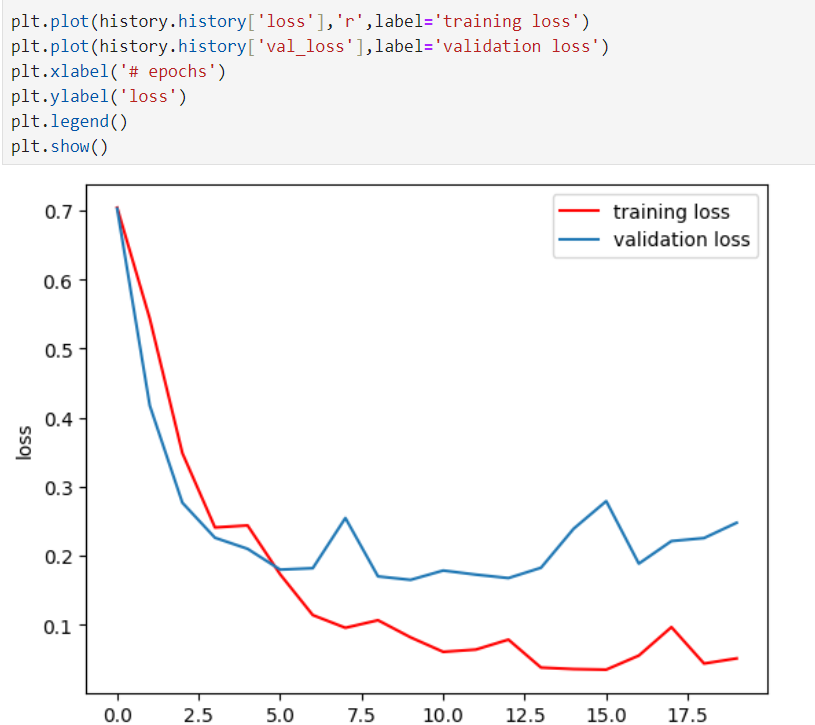 plt.plot(history.history['loss'],'r',label='training loss')
plt.plot(history.history['val_loss'],label='validation loss')
plt.xlabel('# epochs')
plt.ylabel('loss')
plt.legend()
plt.show()
training loss
validation loss
0.7
0.6
0.5
0.4
0.3
0.2
0.1
loss
0.0 2.5 5.0 7.5 10.0 12.5 15.0 17.5